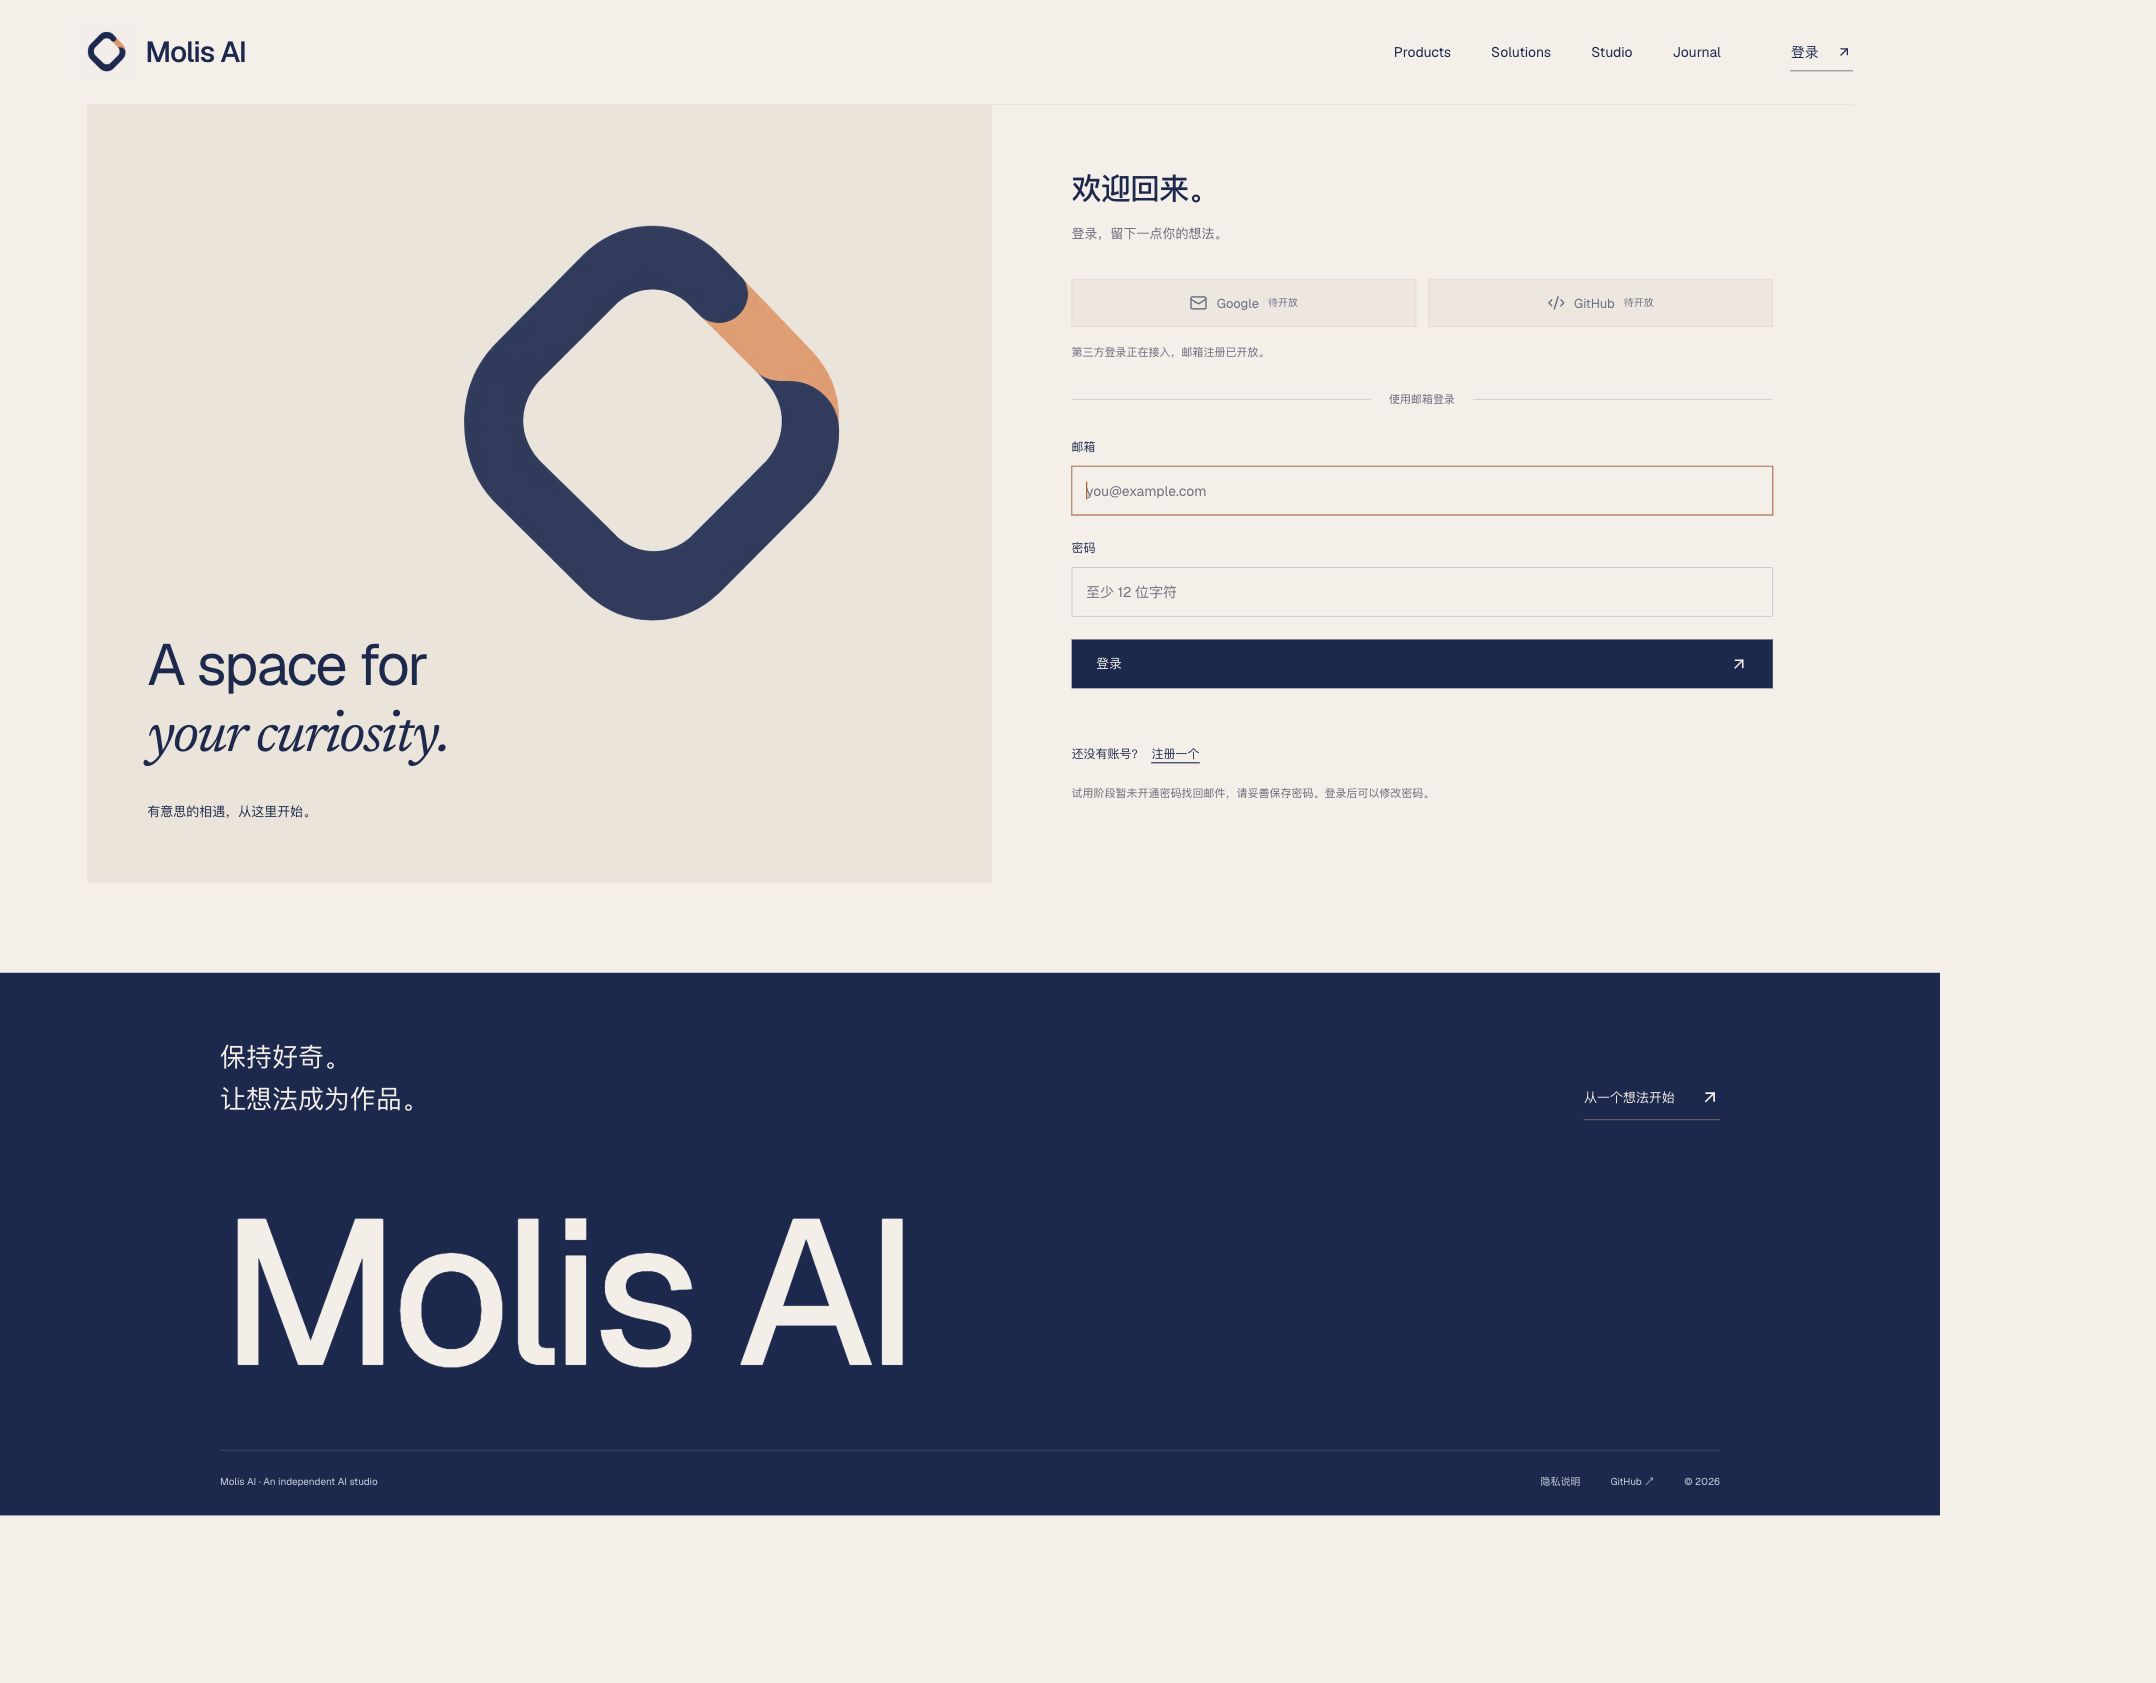 Molis AI
Products
Solutions
Studio
Journal
登录
欢迎回来。
登录，留下一点你的想法。
Google 待开放
GitHub 待开放
第三方登录正在接入，邮箱注册已开放。
使用邮箱登录
邮箱
you@example.com
密码
至少 12 位字符
登录
还没有账号？ 注册一个
试用阶段暂未开通密码找回邮件，请妥善保存密码。登录后可以修改密码。
A space for
your curiosity.
有意思的相遇，从这里开始。
保持好奇。
让想法成为作品。
从一个想法开始
Molis AI
Molis AI · An independent AI studio
隐私说明
GitHub ↗
© 2026